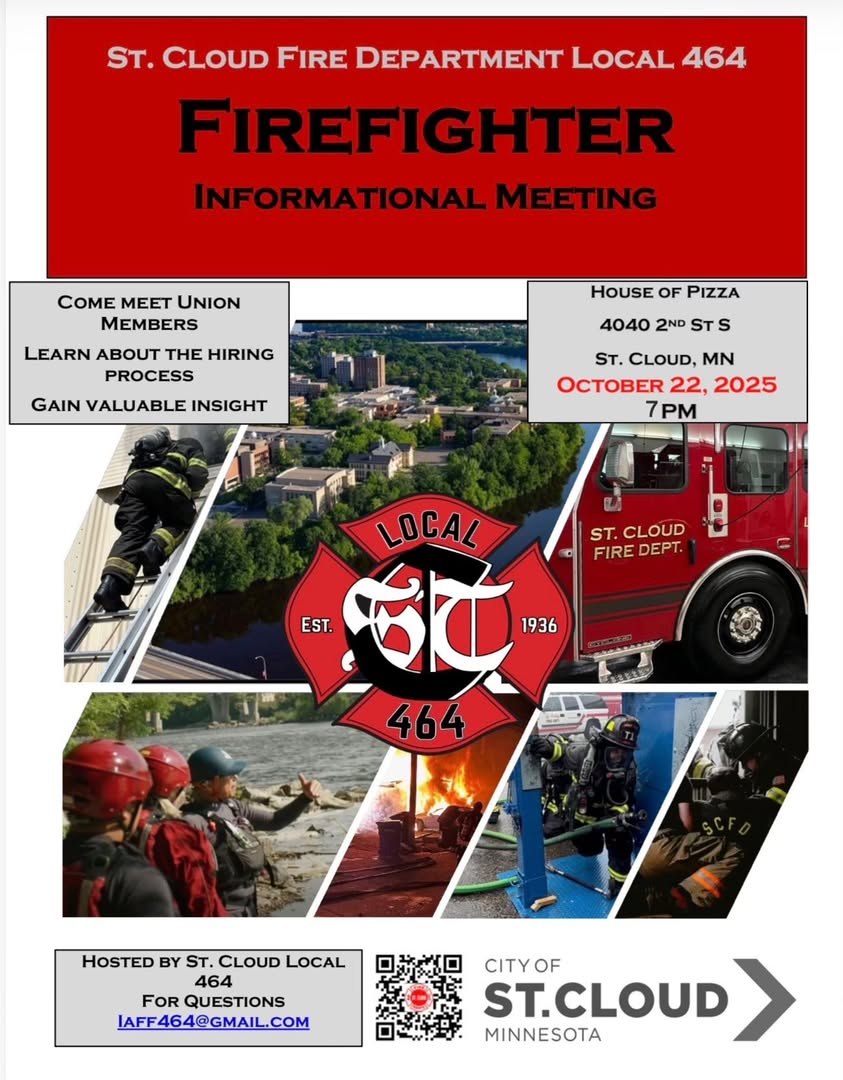 St. Cloud Fire Department Local 464
Firefighter
Informational Meeting
Come meet Union
Members
Learn about the hiring
process
Gain valuable insight
House of Pizza
4040 2nd St S
St. Cloud, MN
October 22, 2025
7PM
ST. CLOUD
FIRE DEPT.
LOCAL
EST.
STC
1936
464
SCFD
Hosted by St. Cloud Local
464
For Questions
Iaff464@gmail.com
CITY OF
ST.CLOUD
MINNESOTA